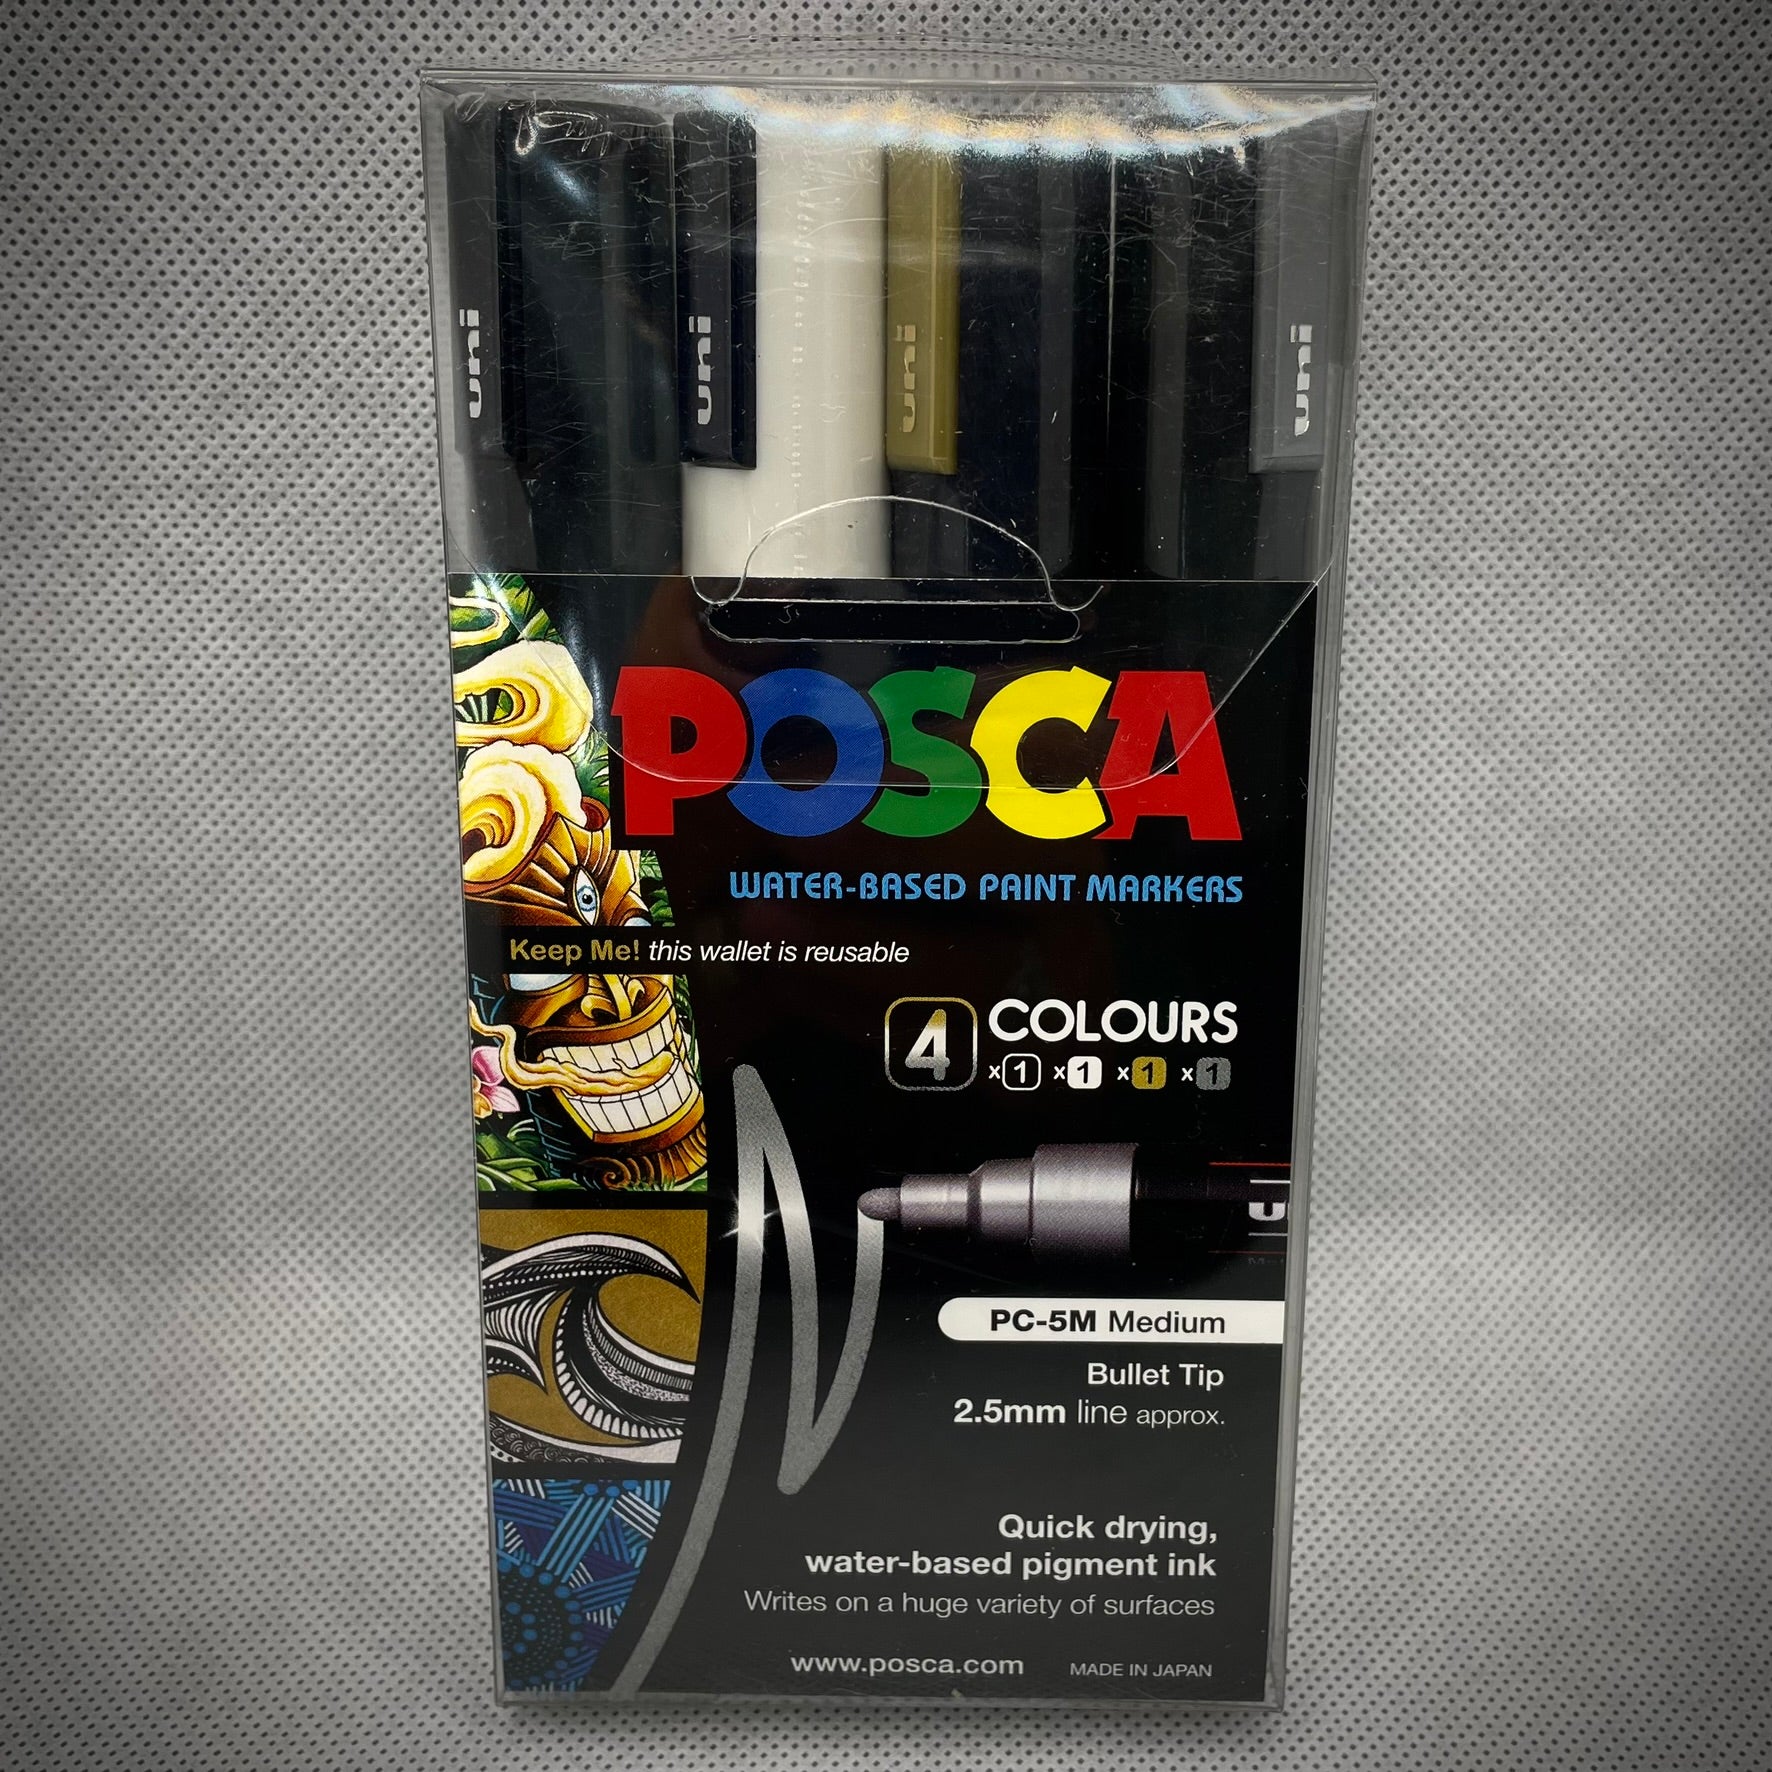 uni uni uni uni
POSCA
WATER-BASED PAINT MARKERS
Keep Me! this wallet is reusable
4 COLOURS
x1 x1 x1 x1
PC-5M Medium
Bullet Tip
2.5mm line approx.
Quick drying,
water-based pigment ink
Writes on a huge variety of surfaces
www.posca.com MADE IN JAPAN